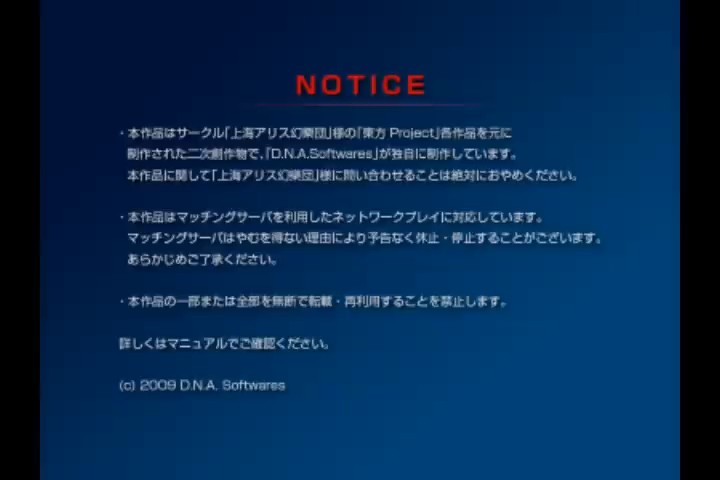 NOTICE
・本作品はサークル「上海アリス幻樂団」様の「東方 Project」各作品を元に
制作された二次創作物で、「D.N.A.Softwares」が独自に制作しています。
本作品に関して「上海アリス幻樂団」様に問い合わせることは絶対におやめください。
・本作品はマッチングサーバを利用したネットワークプレイに対応しています。
マッチングサーバはやむを得ない理由により予告なく休止・停止することがございます。
あらかじめご了承ください。
・本作品の一部または全部を無断で転載・再利用することを禁止します。
詳しくはマニュアルでご確認ください。
(c) 2009 D.N.A. Softwares